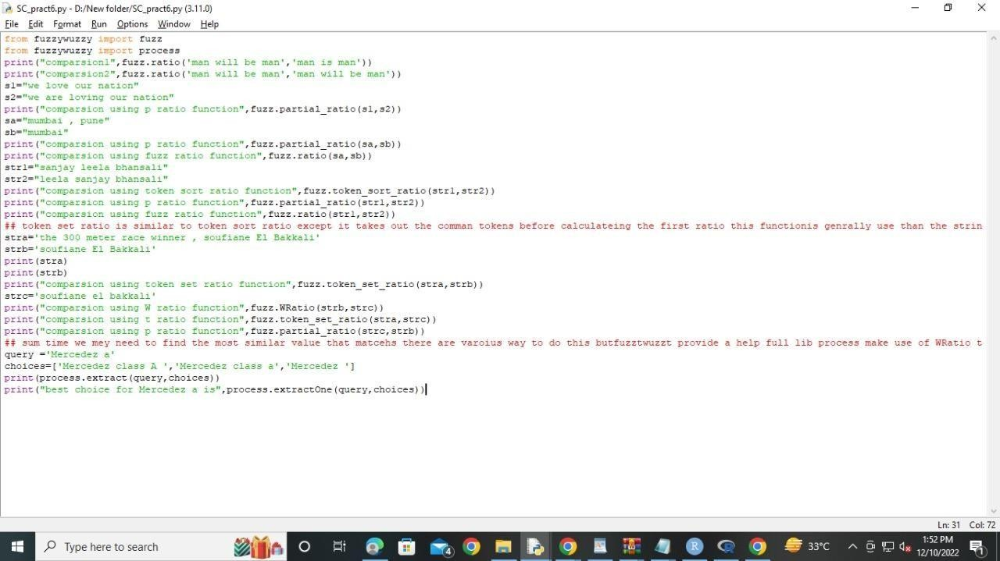 SC_pract6.py - D:/New folder/SC_pract6.py (3.11.0)
File Edit Format Run Options Window Help
from fuzzywuzzy import fuzz
from fuzzywuzzy import process
print("comparsion1",fuzz.ratio('man will be man','man is man'))
print("comparsion2",fuzz.ratio('man will be man','man will be man'))
s1="we love our nation"
s2="we are loving our nation"
print("comparsion using p ratio function",fuzz.partial_ratio(s1,s2))
sa="mumbai , pune"
sb="mumbai"
print("comparsion using p ratio function",fuzz.partial_ratio(sa,sb))
print("comparsion using fuzz ratio function",fuzz.ratio(sa,sb))
str1="sanjay leela bhansali"
str2="leela sanjay bhansali"
print("comparsion using token sort ratio function",fuzz.token_sort_ratio(str1,str2))
print("comparsion using p ratio function",fuzz.partial_ratio(str1,str2))
print("comparsion using fuzz ratio function",fuzz.ratio(str1,str2))
## token set ratio is similar to token sort ratio except it takes out the comman tokens before calculateing the first ratio this functionis genrally use than the strin
stra='the 300 meter race winner , soufiane El Bakkali'
strb='soufiane El Bakkali'
print(stra)
print(strb)
print("comparsion using token set ratio function",fuzz.token_set_ratio(stra,strb))
strc='soufiane el bakkali'
print("comparsion using W ratio function",fuzz.WRatio(strb,strc))
print("comparsion using t ratio function",fuzz.token_set_ratio(stra,strc))
print("comparsion using p ratio function",fuzz.partial_ratio(strc,strb))
## sum time we mey need to find the most similar value that matcehs there are varoius way to do this butfuzztwuzzt provide a help full lib process make use of WRatio t
query ='Mercedez a'
choices=['Mercedez class A ','Mercedez class a','Mercedez ']
print(process.extract(query,choices))
print("best choice for Mercedez a is",process.extractOne(query,choices))
Ln: 31 Col: 72
Type here to search
4
R
R
33°C
1:52 PM
12/10/2022
1